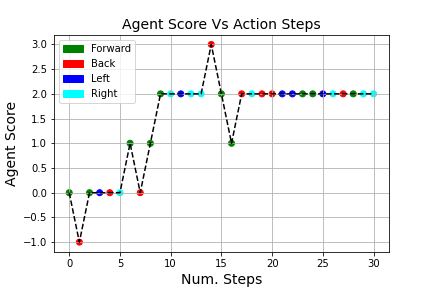 Agent Score Vs Action Steps
3.0
2.5
2.0
1.5
1.0
0.5
0.0
−0.5
−1.0
Agent Score
Forward
Back
Left
Right
0 5 10 15 20 25 30
Num. Steps